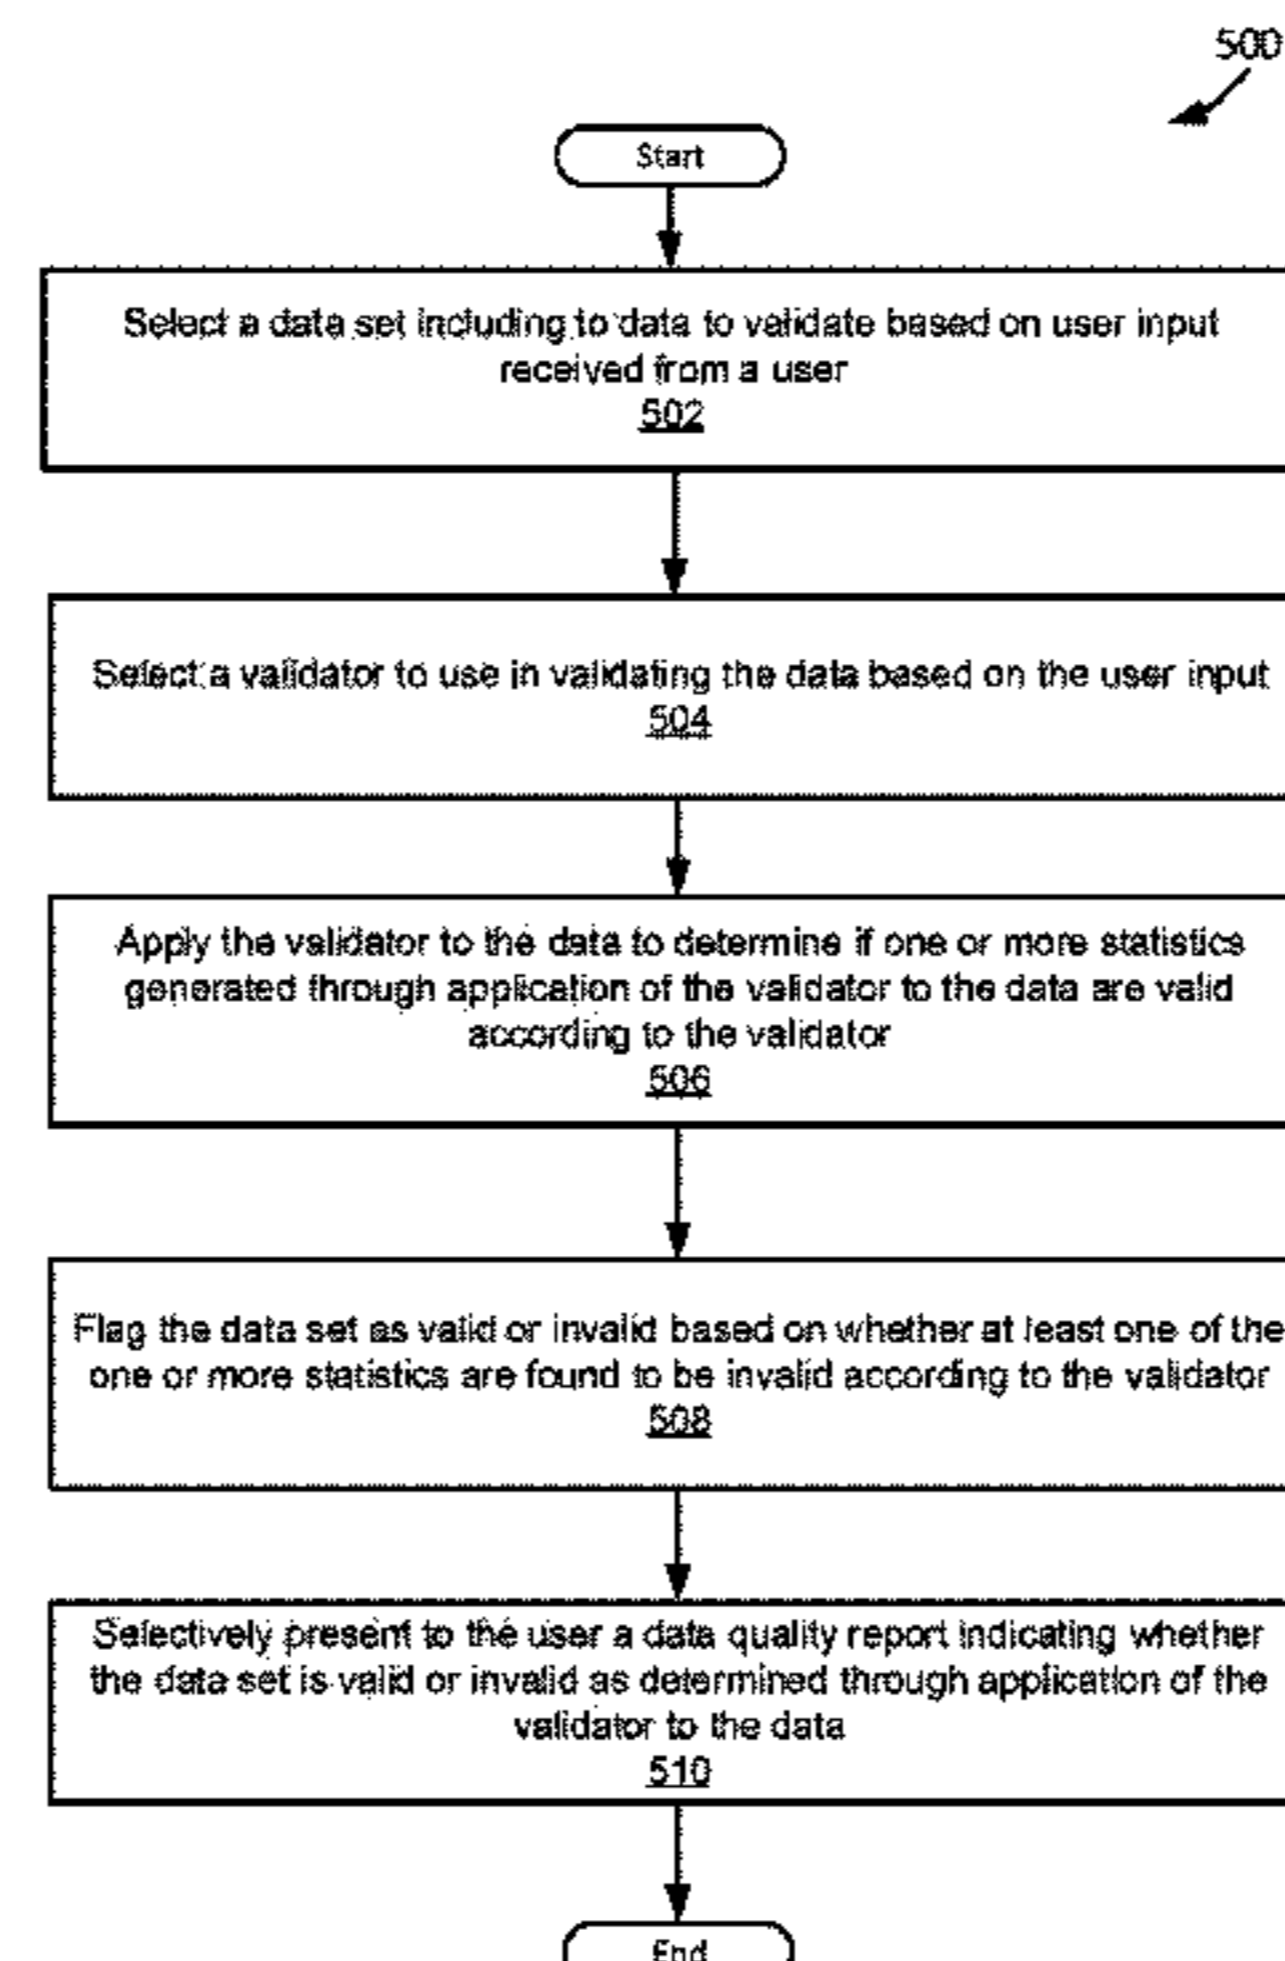 500
Start
Select a data set including to data to validate based on user input
received from a user
502
Select a validator to use in validating the data based on the user input
504
Apply the validator to the data to determine if one or more statistics
generated through application of the validator to the data are valid
according to the validator
506
Flag the data set as valid or invalid based on whether at least one of the
one or more statistics are found to be invalid according to the validator
508
Selectively present to the user a data quality report indicating whether
the data set is valid or invalid as determined through application of the
validator to the data
510
End